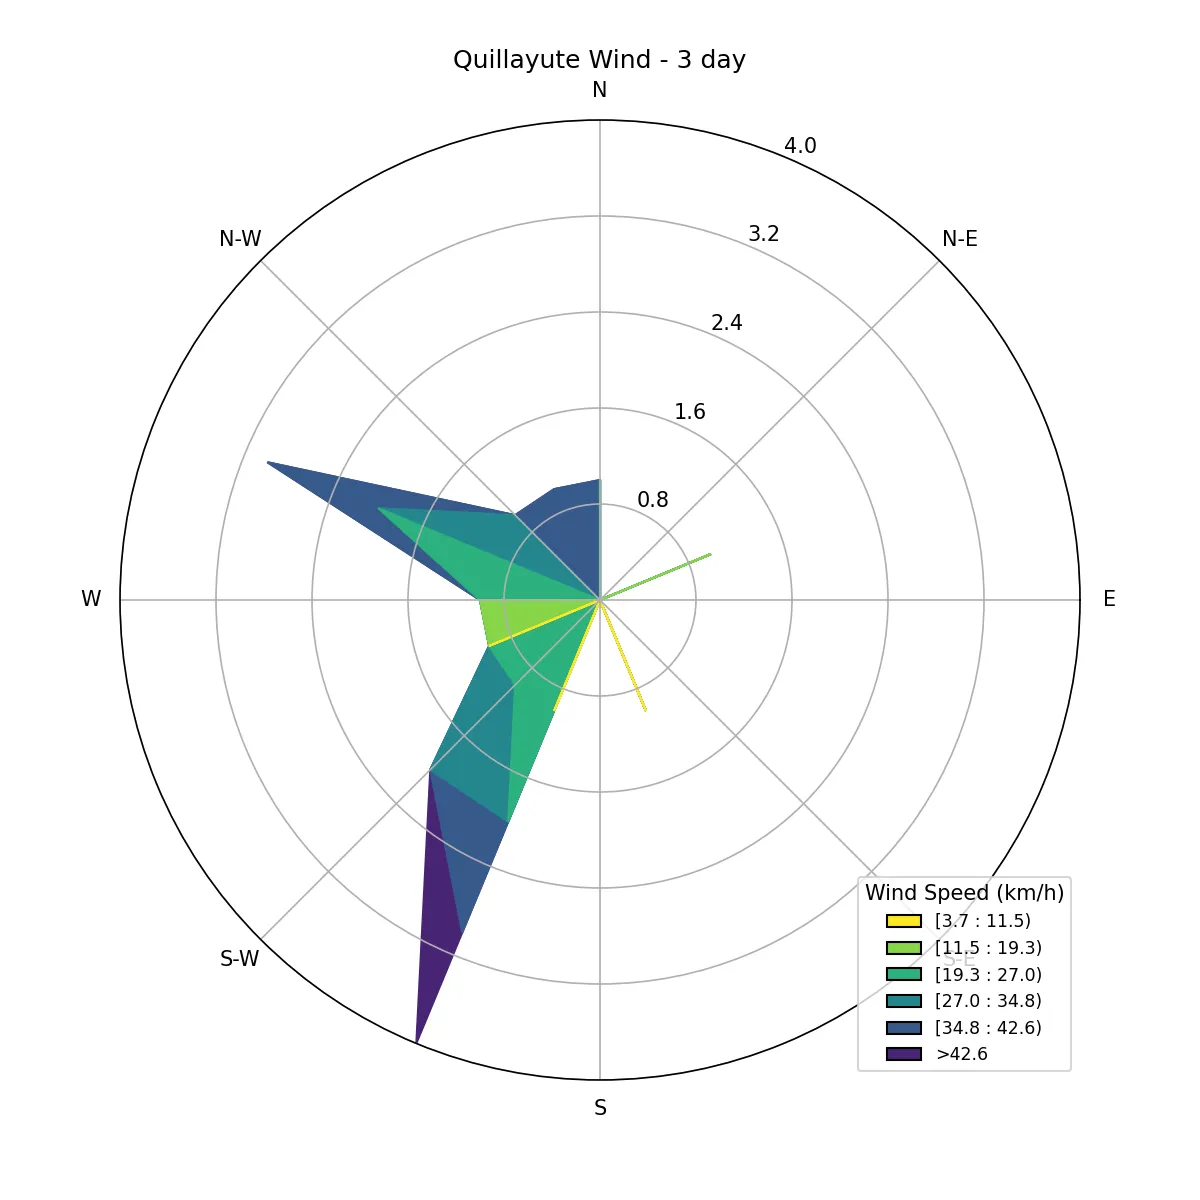 Quillayute Wind - 3 day
N
4.0
N-W
3.2
N-E
2.4
1.6
0.8
W
E
S-W
S-E
S
Wind Speed (km/h)
[3.7 : 11.5)
[11.5 : 19.3)
[19.3 : 27.0)
[27.0 : 34.8)
[34.8 : 42.6)
>42.6